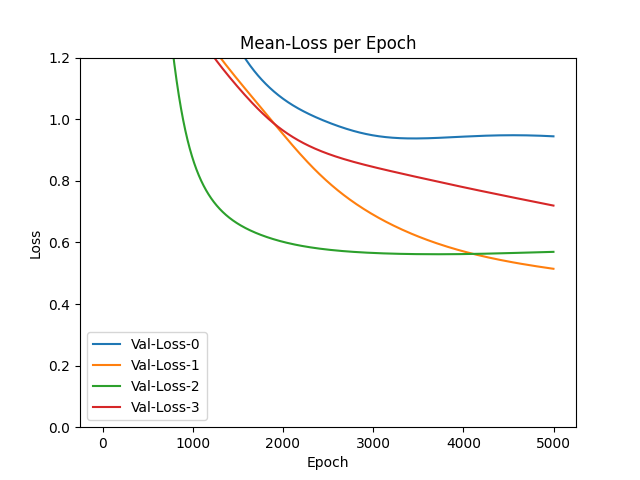 Mean-Loss per Epoch
1.2
1.0
0.8
0.6
0.4
0.2
0.0
Loss
Val-Loss-0
Val-Loss-1
Val-Loss-2
Val-Loss-3
0 1000 2000 3000 4000 5000
Epoch